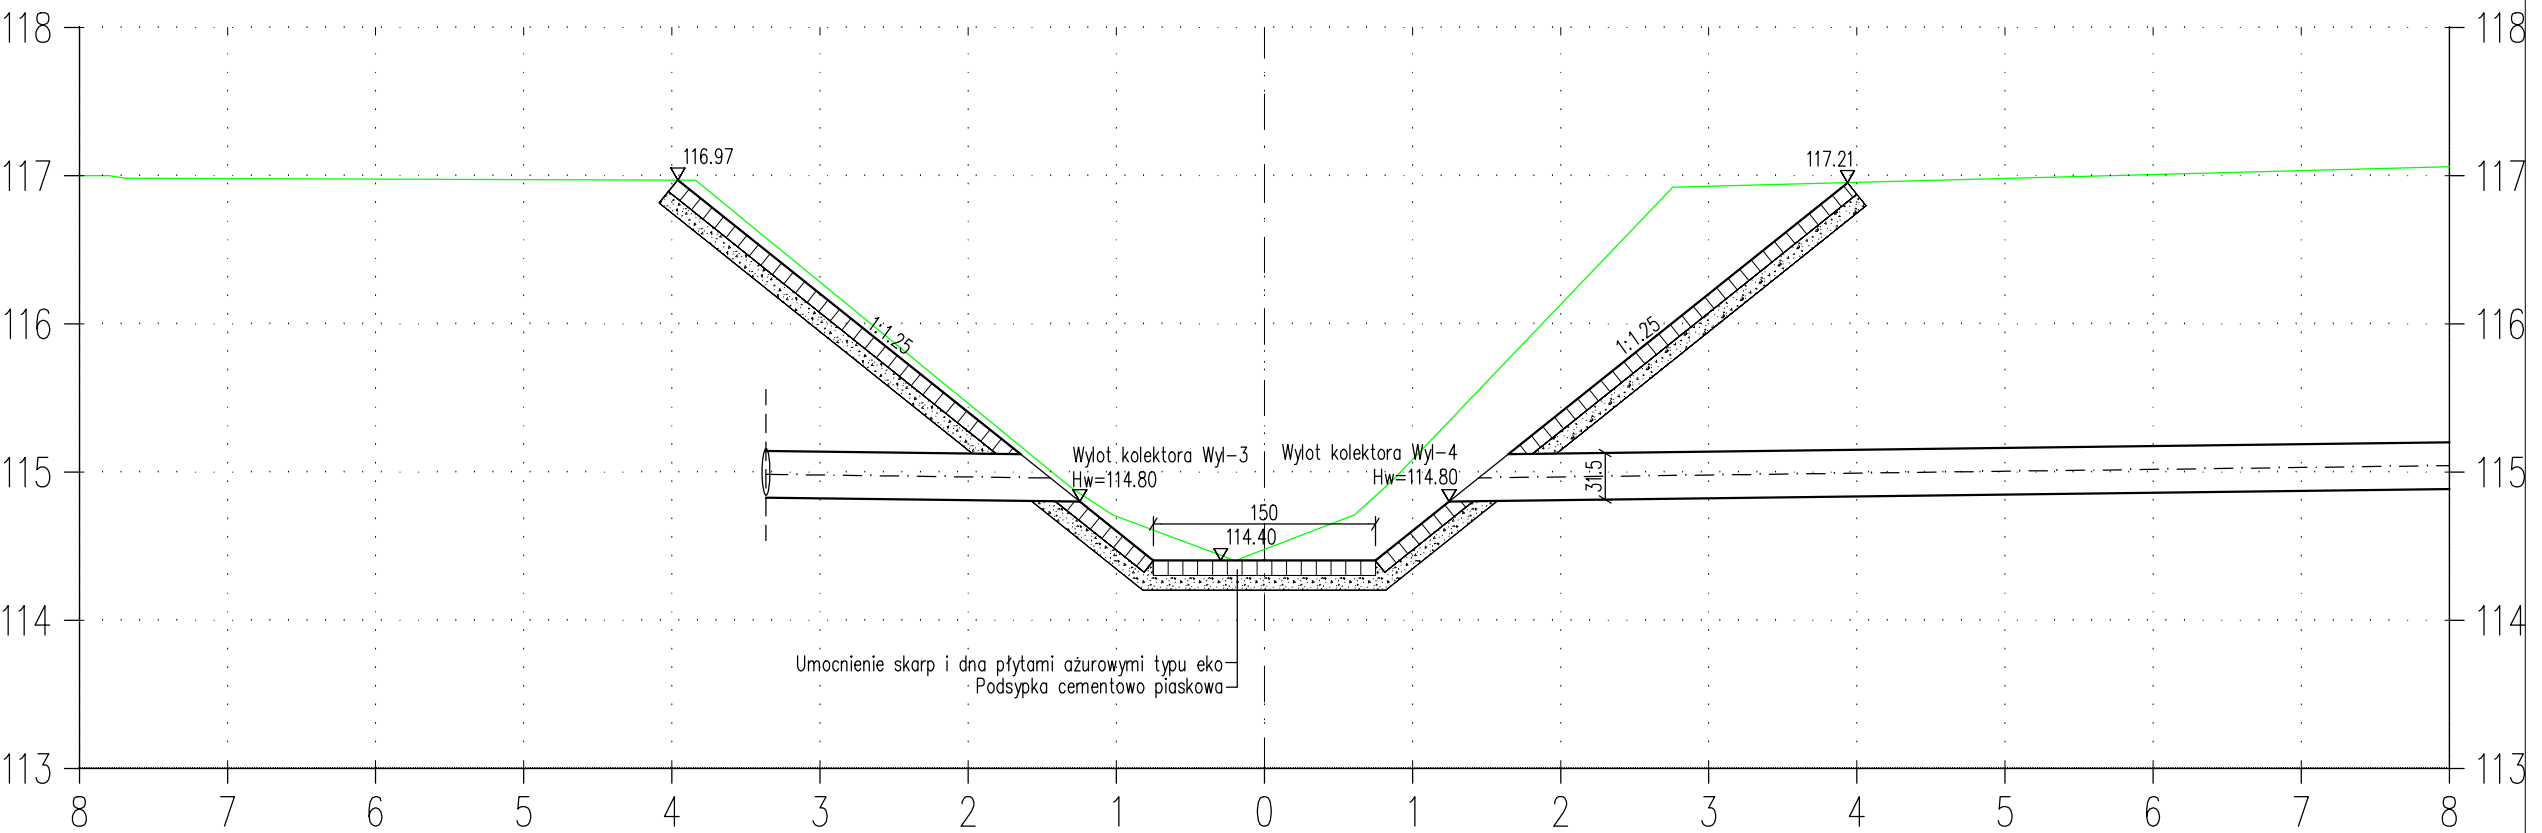 118
118
116.97
117.21
117
117
1:1.25
1:1.25
116
116
Wylot kolektora Wyl-3
Hw=114.80
Wylot kolektora Wyl-4
Hw=114.80
115
31.5
115
150
114.40
114
114
Umocnienie skarp i dna płytami ażurowymi typu eko
Podsypka cementowo piaskowa
113
113
8 7 6 5 4 3 2 1 0 1 2 3 4 5 6 7 8